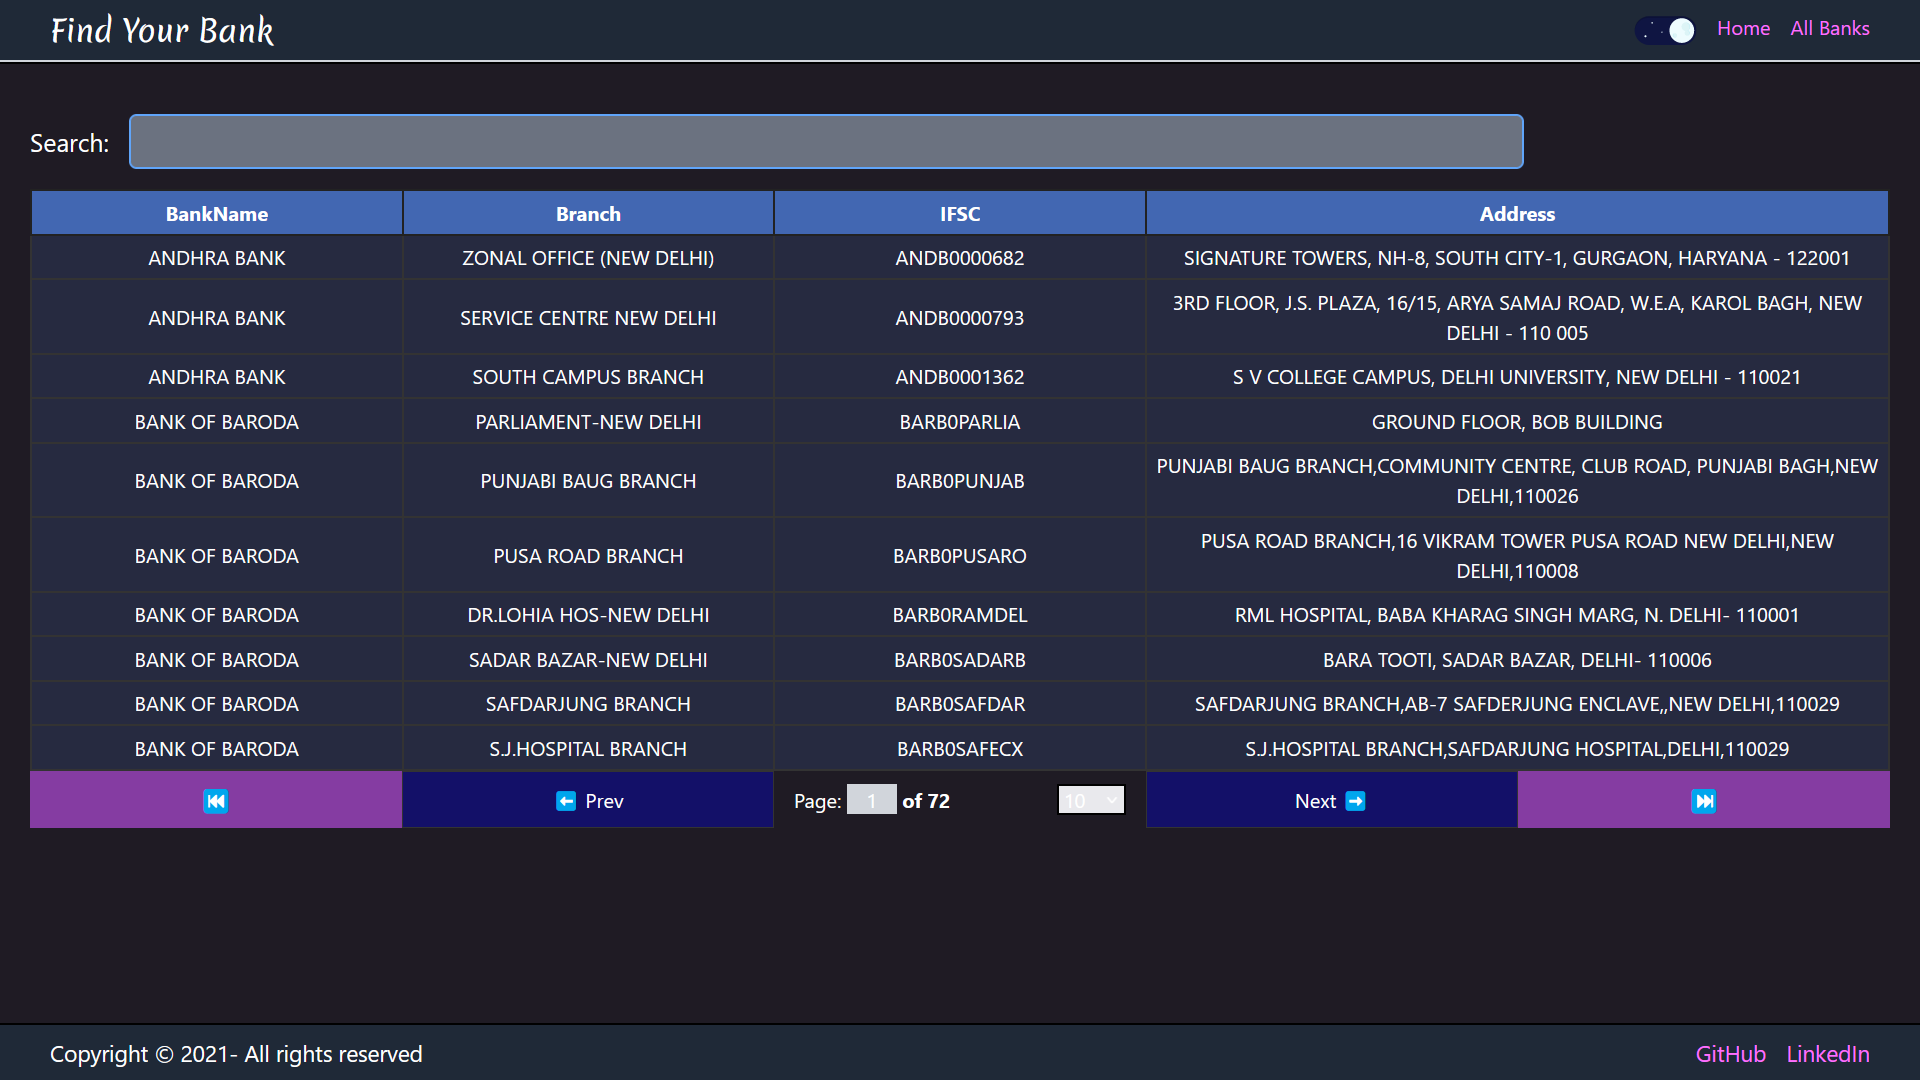 Find Your Bank
Home All Banks
Search:
BankName Branch IFSC Address
ANDHRA BANK ZONAL OFFICE (NEW DELHI) ANDB0000682 SIGNATURE TOWERS, NH-8, SOUTH CITY-1, GURGAON, HARYANA - 122001
ANDHRA BANK SERVICE CENTRE NEW DELHI ANDB0000793 3RD FLOOR, J.S. PLAZA, 16/15, ARYA SAMAJ ROAD, W.E.A, KAROL BAGH, NEW
DELHI - 110 005
ANDHRA BANK SOUTH CAMPUS BRANCH ANDB0001362 S V COLLEGE CAMPUS, DELHI UNIVERSITY, NEW DELHI - 110021
BANK OF BARODA PARLIAMENT-NEW DELHI BARB0PARLIA GROUND FLOOR, BOB BUILDING
BANK OF BARODA PUNJABI BAUG BRANCH BARB0PUNJAB PUNJABI BAUG BRANCH,COMMUNITY CENTRE, CLUB ROAD, PUNJABI BAGH,NEW
DELHI,110026
BANK OF BARODA PUSA ROAD BRANCH BARB0PUSARO PUSA ROAD BRANCH,16 VIKRAM TOWER PUSA ROAD NEW DELHI,NEW
DELHI,110008
BANK OF BARODA DR.LOHIA HOS-NEW DELHI BARB0RAMDEL RML HOSPITAL, BABA KHARAG SINGH MARG, N. DELHI- 110001
BANK OF BARODA SADAR BAZAR-NEW DELHI BARB0SADARB BARA TOOTI, SADAR BAZAR, DELHI- 110006
BANK OF BARODA SAFDARJUNG BRANCH BARB0SAFDAR SAFDARJUNG BRANCH,AB-7 SAFDERJUNG ENCLAVE,,NEW DELHI,110029
BANK OF BARODA S.J.HOSPITAL BRANCH BARB0SAFECX S.J.HOSPITAL BRANCH,SAFDARJUNG HOSPITAL,DELHI,110029
⏮️ ⬅️ Prev Page: 1 of 72 10 Next ➡️ ⏭️
Copyright © 2021- All rights reserved
GitHub LinkedIn